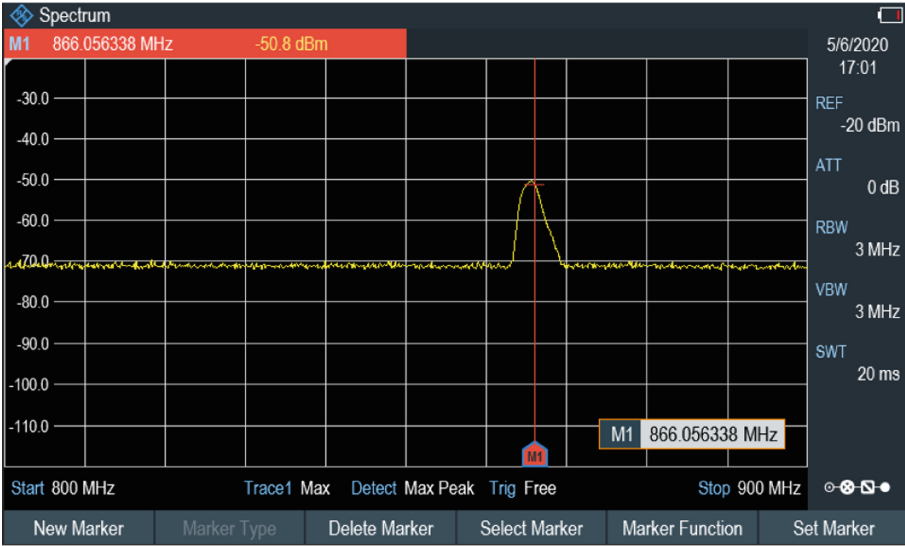 Spectrum
M1 866.056338 MHz -50.8 dBm
5/6/2020
17:01
REF
-20 dBm
ATT
0 dB
RBW
3 MHz
VBW
3 MHz
SWT
20 ms
-30.0
-40.0
-50.0
-60.0
-70.0
-80.0
-90.0
-100.0
-110.0
M1 866.056338 MHz
M1
Start 800 MHz Trace1 Max Detect Max Peak Trig Free Stop 900 MHz
New Marker Marker Type Delete Marker Select Marker Marker Function Set Marker